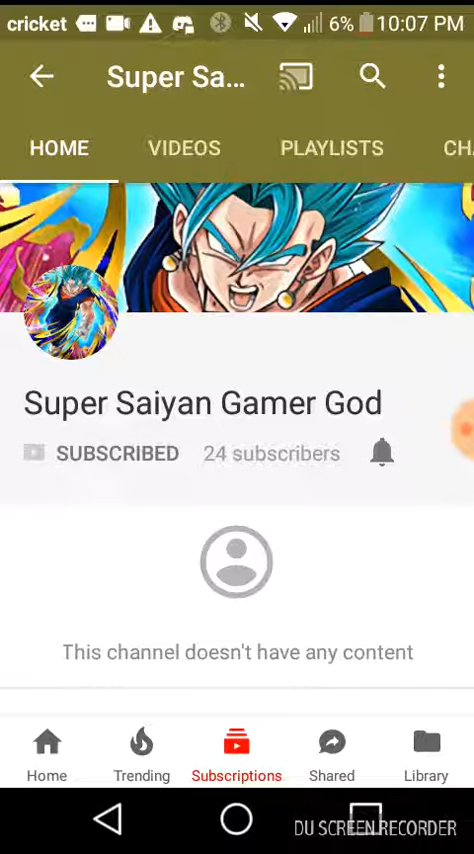 cricket 6% 10:07 PM
Super Sa...
HOME VIDEOS PLAYLISTS CHA
Super Saiyan Gamer God
SUBSCRIBED 24 subscribers
This channel doesn't have any content
Home Trending Subscriptions Shared Library
DU SCREEN RECORDER